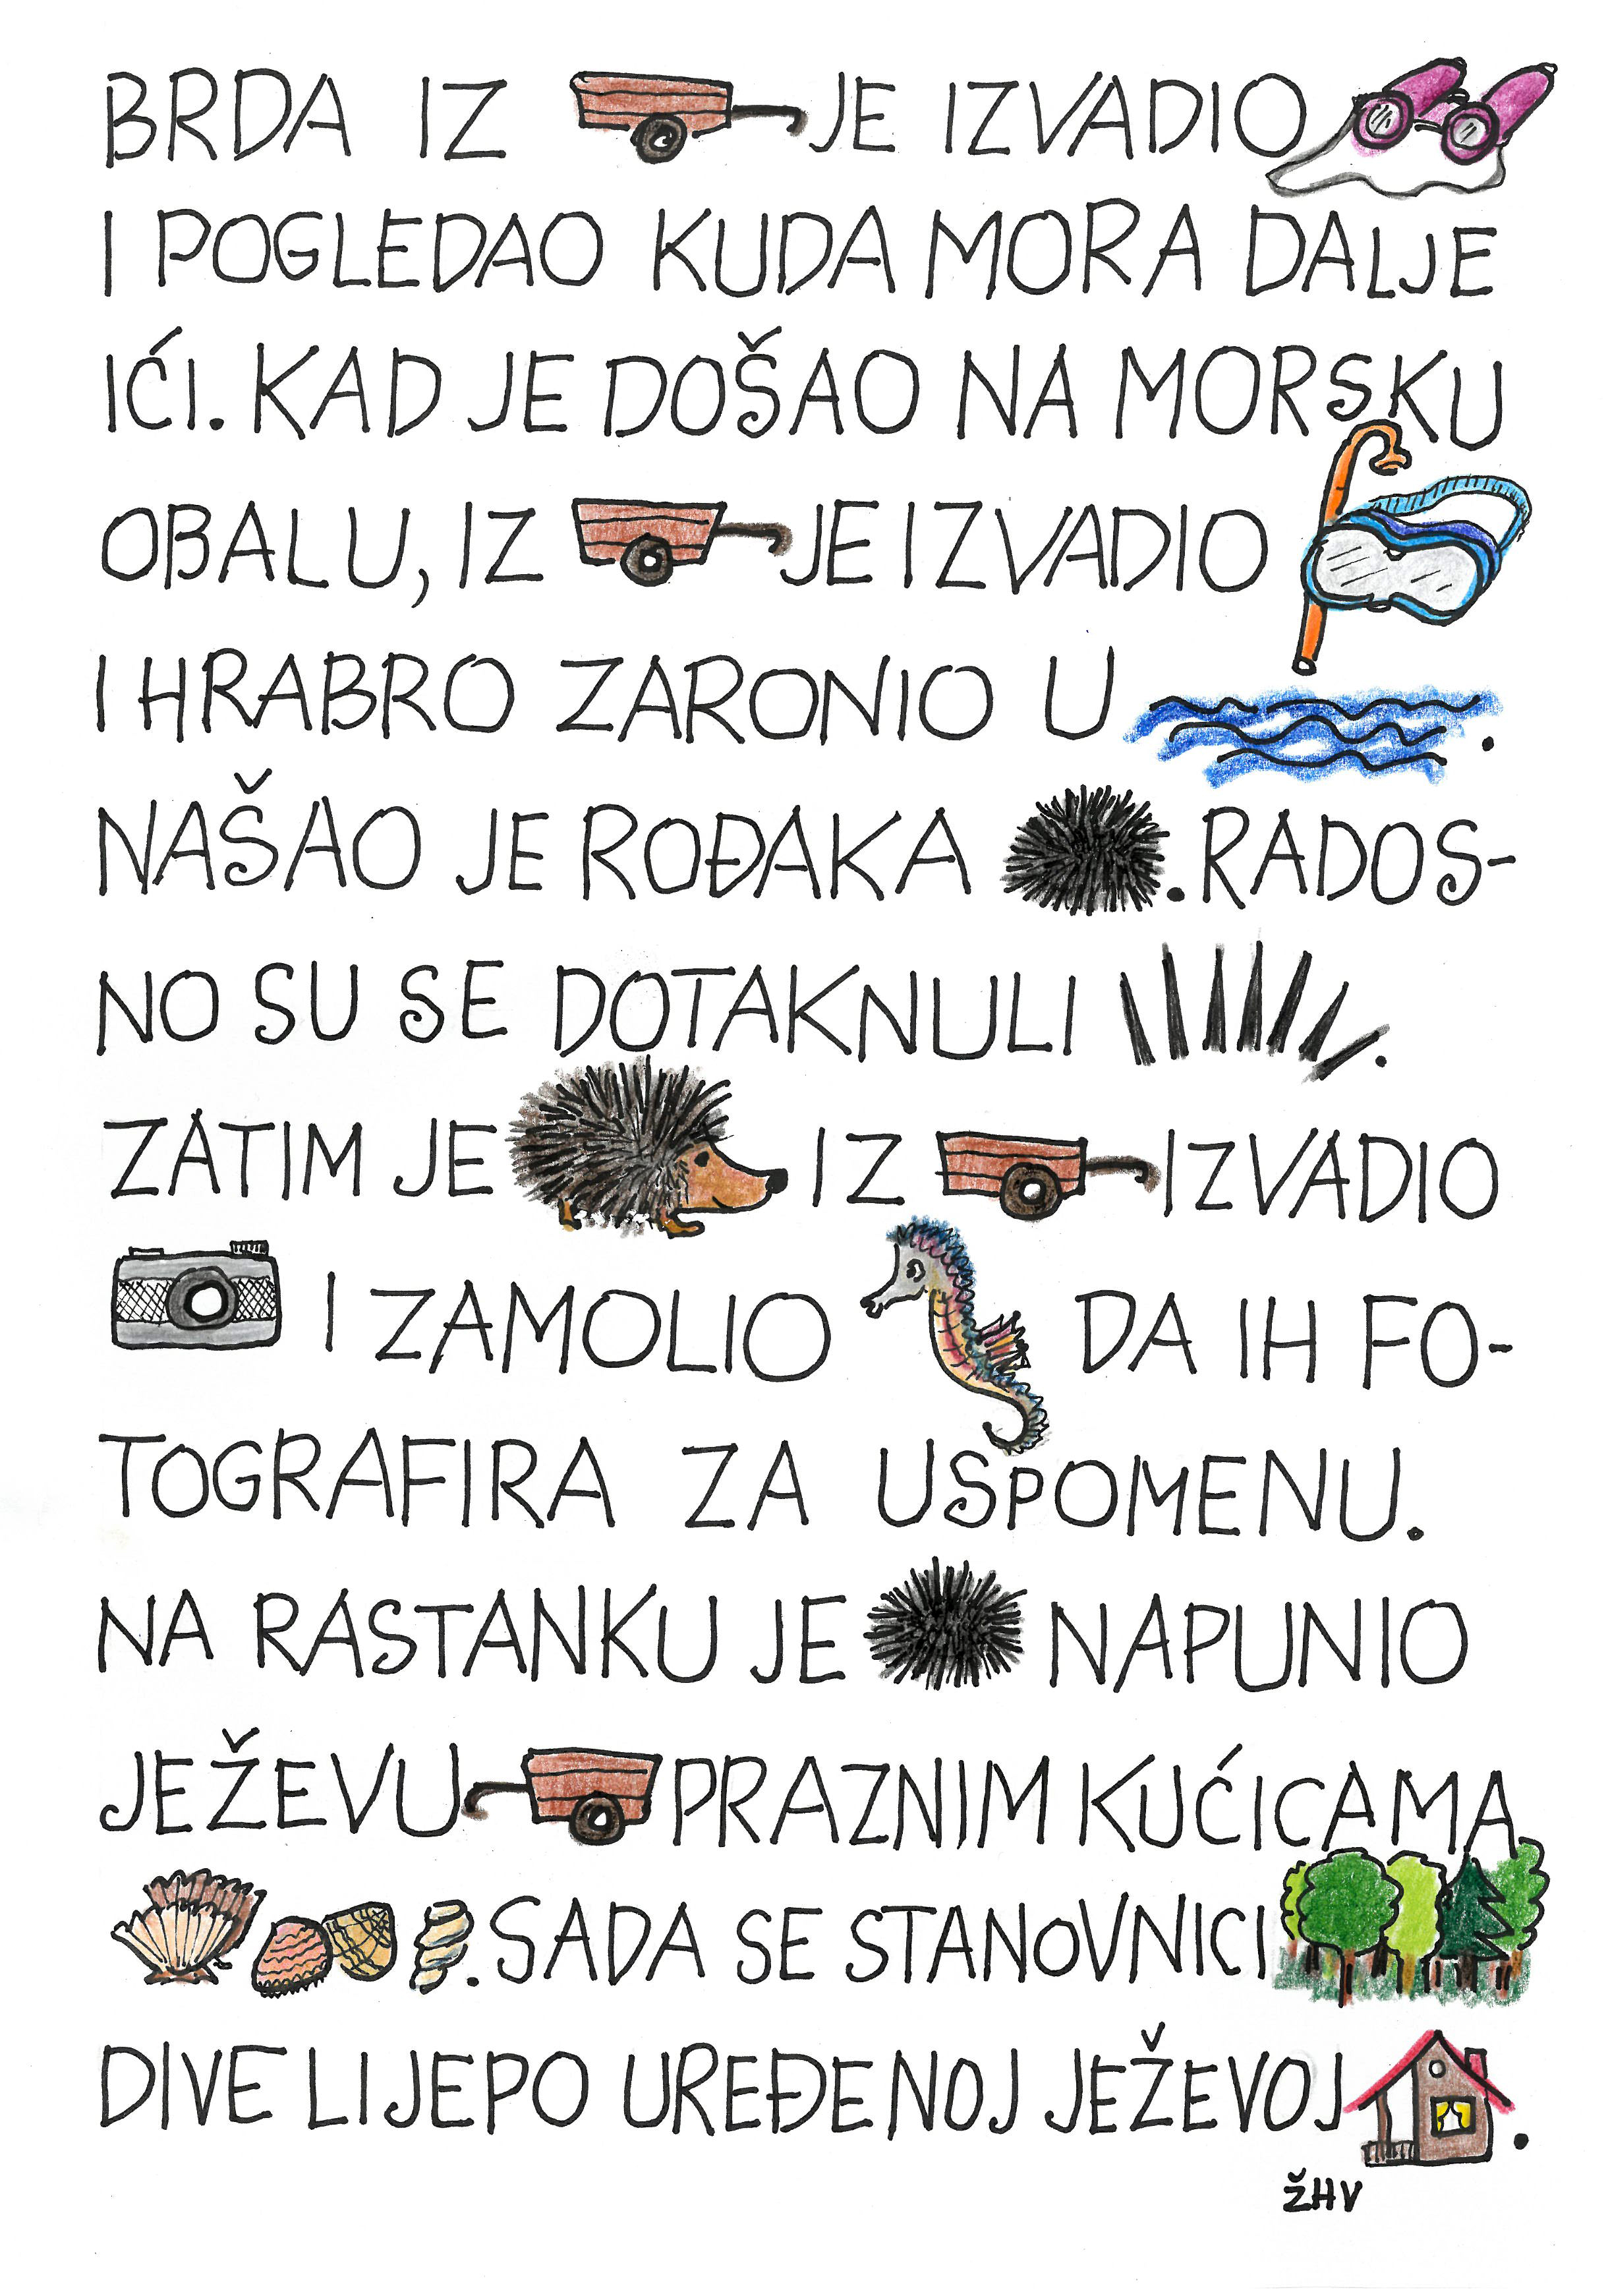 BRDA IZ JE IZVADIO
I POGLEDAO KUDA MORA DALJE
IĆI. KAD JE DOŠAO NA MORSKU
OBALU, IZ JE IZVADIO
I HRABRO ZARONIO U .
NAŠAO JE ROĐAKA . RADOS-
NO SU SE DOTAKNULI .
ZATIM JE IZ IZVADIO
I ZAMOLIO DA IH FO-
TOGRAFIRA ZA USPOMENU.
NA RASTANKU JE NAPUNIO
JEŽEVU PRAZNIM KUĆICAMA
. SADA SE STANOVNICI
DIVE LIJEPO UREĐENOJ JEŽEVOJ .
ŽHV